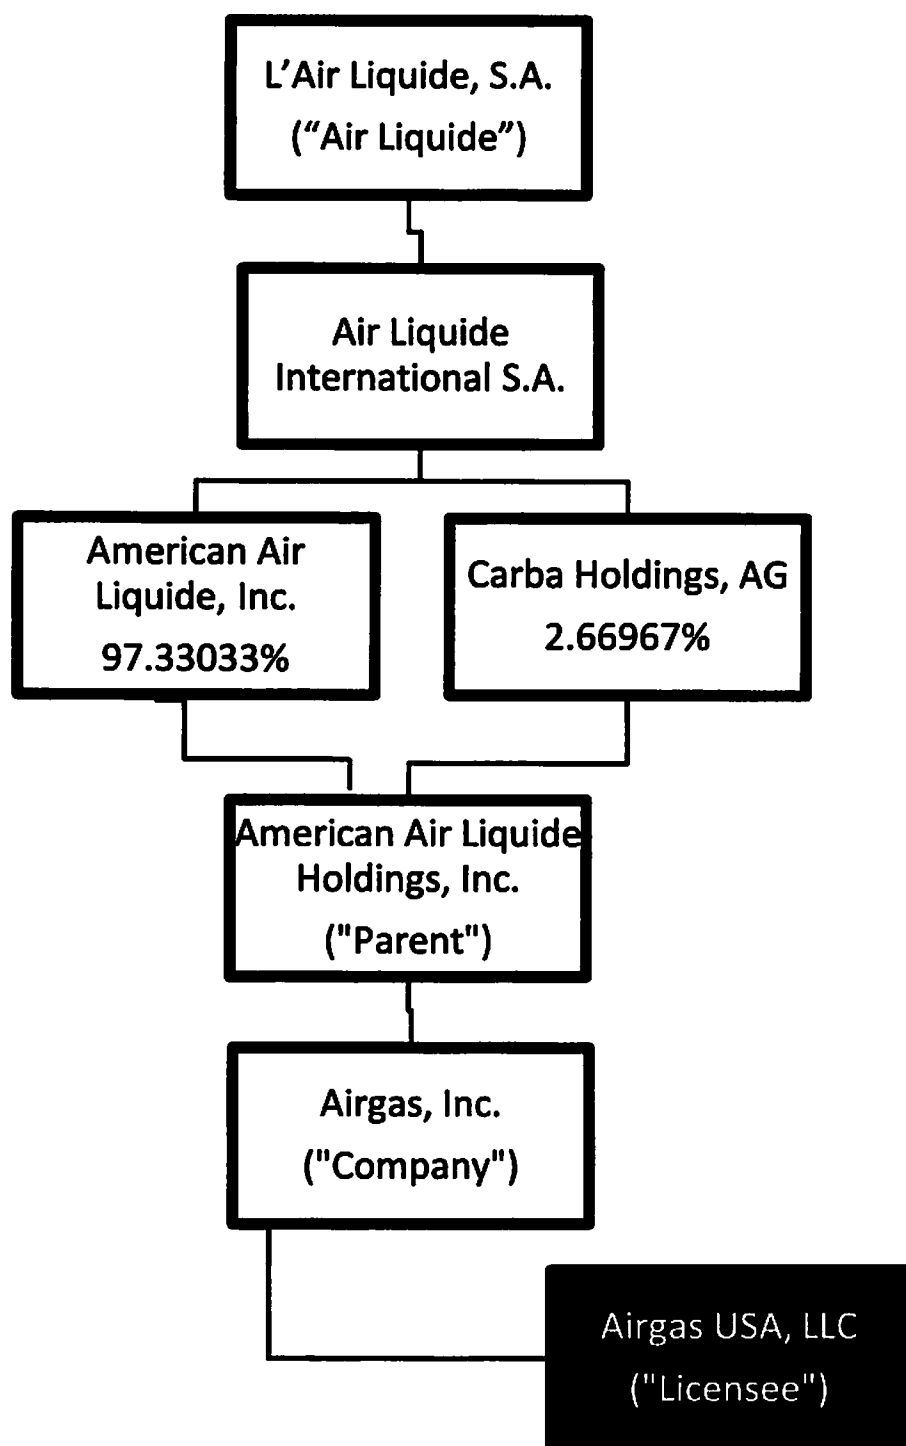 L’Air Liquide, S.A.
(“Air Liquide”)
Air Liquide
International S.A.
American Air
Liquide, Inc.
97.33033%
Carba Holdings, AG
2.66967%
American Air Liquide
Holdings, Inc.
("Parent")
Airgas, Inc.
("Company")
Airgas USA, LLC
("Licensee")